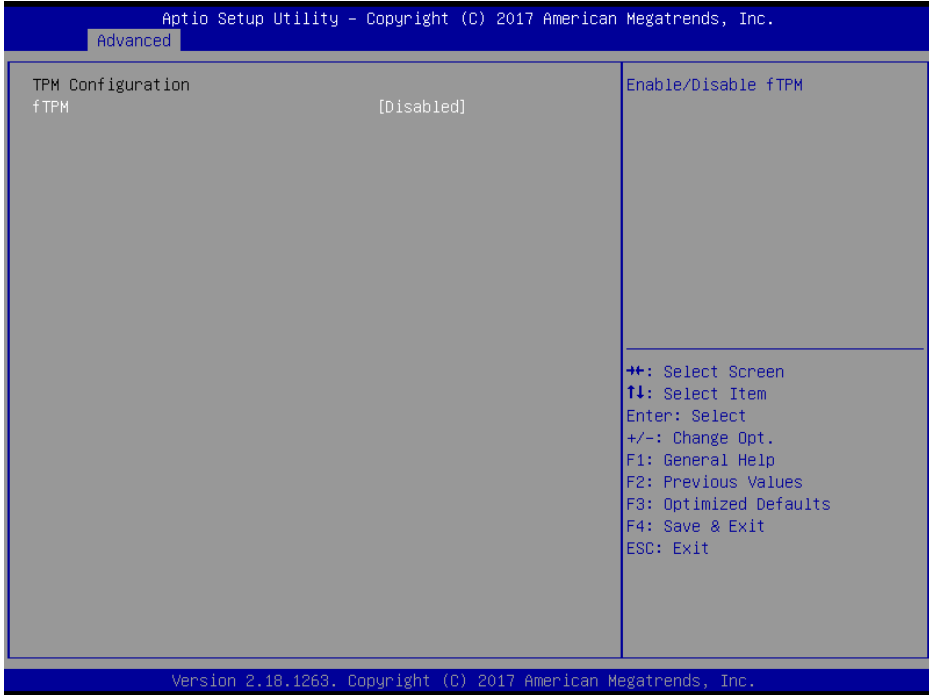 Aptio Setup Utility – Copyright (C) 2017 American Megatrends, Inc.
Advanced
TPM Configuration
fTPM [Disabled]
Enable/Disable fTPM
→←: Select Screen
↑↓: Select Item
Enter: Select
+/-: Change Opt.
F1: General Help
F2: Previous Values
F3: Optimized Defaults
F4: Save & Exit
ESC: Exit
Version 2.18.1263. Copyright (C) 2017 American Megatrends, Inc.